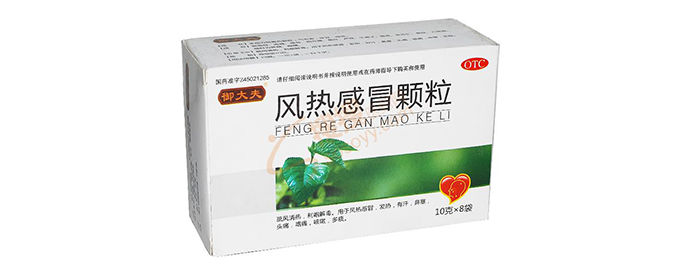 国药准字Z45021285
请仔细阅读说明书并按说明使用或在药师指导下购买和使用
OTC
御大夫
风热感冒颗粒
FENG RE GAN MAO KE LI
疏风清热，利咽解毒。用于风热感冒，发热，有汗，鼻塞，
头痛，咽痛，咳嗽，多痰。
10克×8袋